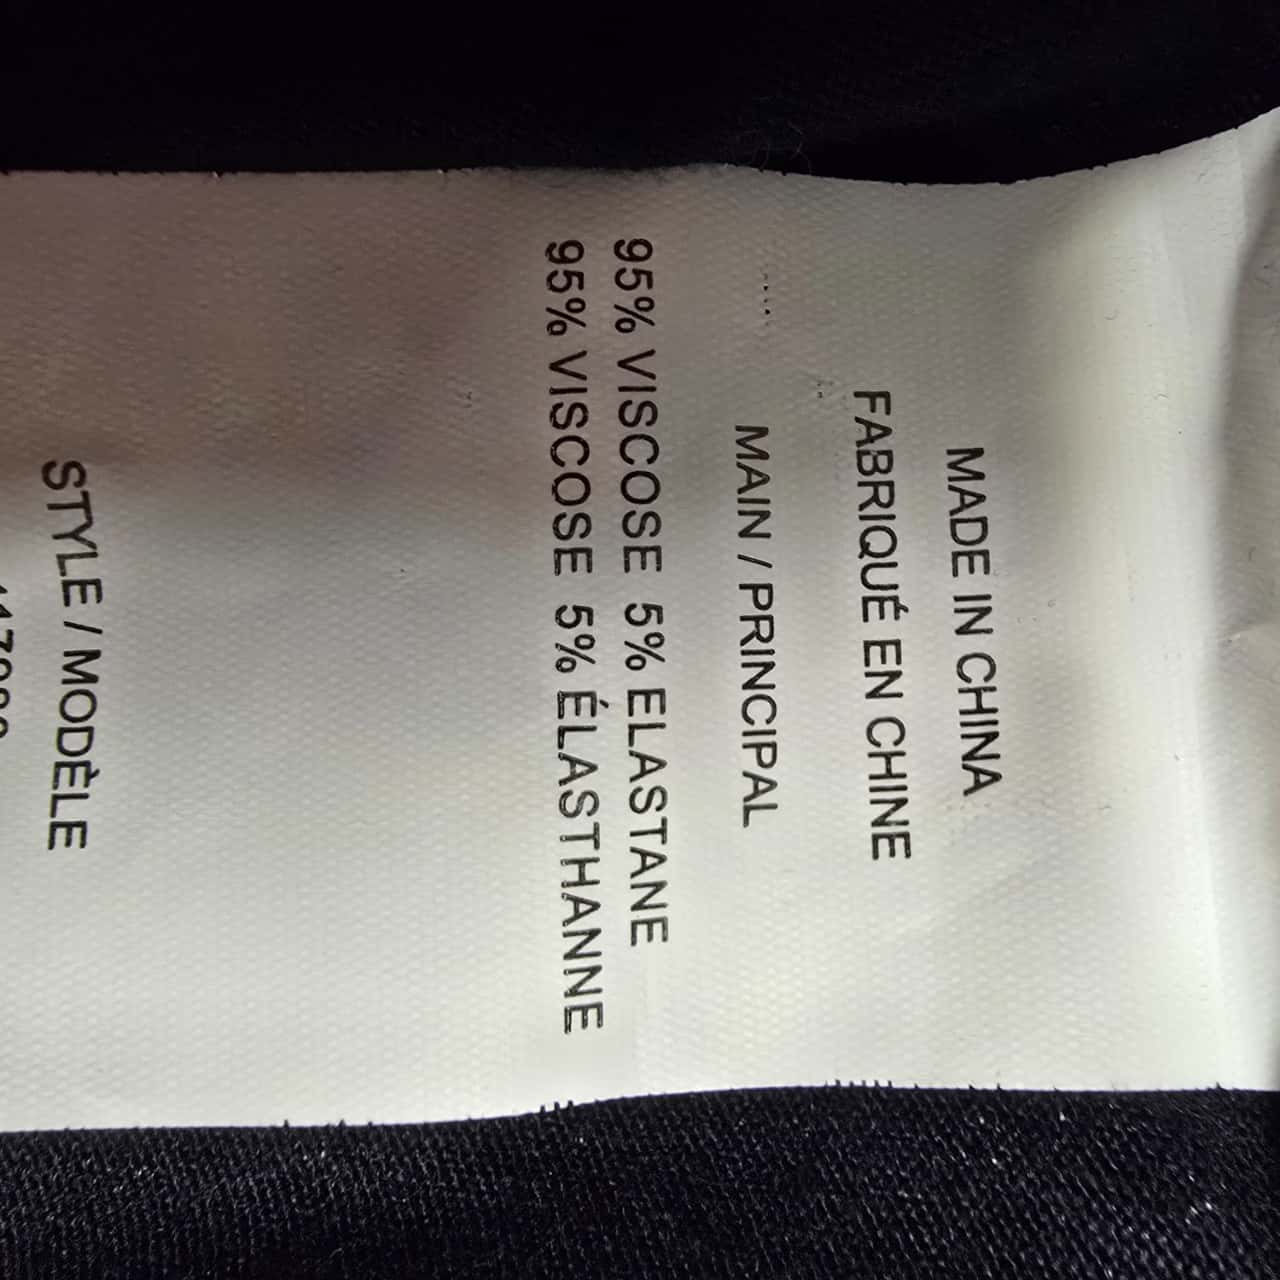 MADE IN CHINA
FABRIQUÉ EN CHINE
MAIN / PRINCIPAL
95% VISCOSE 5% ELASTANE
95% VISCOSE 5% ÉLASTHANNE
STYLE / MODÈLE